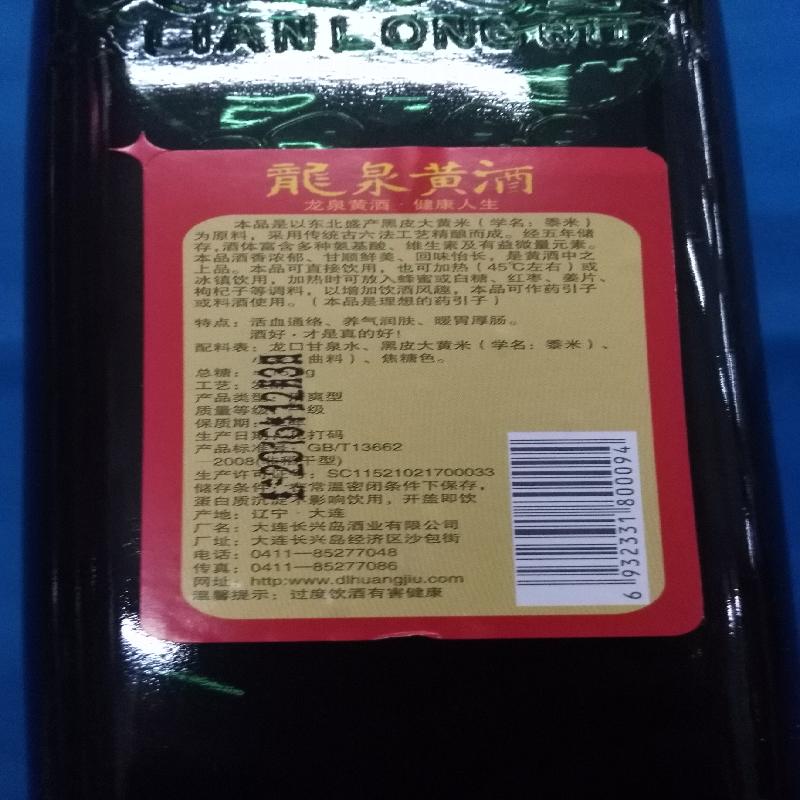 LIANLONG
龍泉黄酒
龙泉黄酒·健康人生
本品是以东北盛产黑皮大黄米（学名：黍米）
为原料，采用传统古六法工艺精酿而成。经五年储
存，酒体富含多种氨基酸、维生素及有益微量元素。
本品酒香浓郁、甘顺鲜美、回味怡长，是黄酒中之
上品。本品可直接饮用，也可加热（45℃左右）或
冰镇饮用，加热时可放入蜂蜜或白糖、红枣、姜片、
枸杞子等调料，以增加饮酒风趣，本品可作药引子
或料酒使用。（本品是理想的药引子）
特点：活血通络、养气润肤、暖胃厚肠。
酒好·才是真的好！
配料表：龙口甘泉水、黑皮大黄米（学名：黍米）、
曲料）、焦糖色。
总糖：
工艺：
产品类型 爽型
质量等级 级
保质期：
生产日期 打码
产品标准 GB/T13662
—2008 干型)
生产许可 SC11521021700033
储存条件 常温密闭条件下保存，
蛋白质沉淀不影响饮用，开盖即饮
产地：辽宁·大连
厂名：大连长兴岛酒业有限公司
厂址：大连长兴岛经济区沙包街
电话：0411—85277048
传真：0411—85277086
网址：http:www.dlhuangjiu.com
温馨提示：过度饮酒有害健康
6 932331 800094